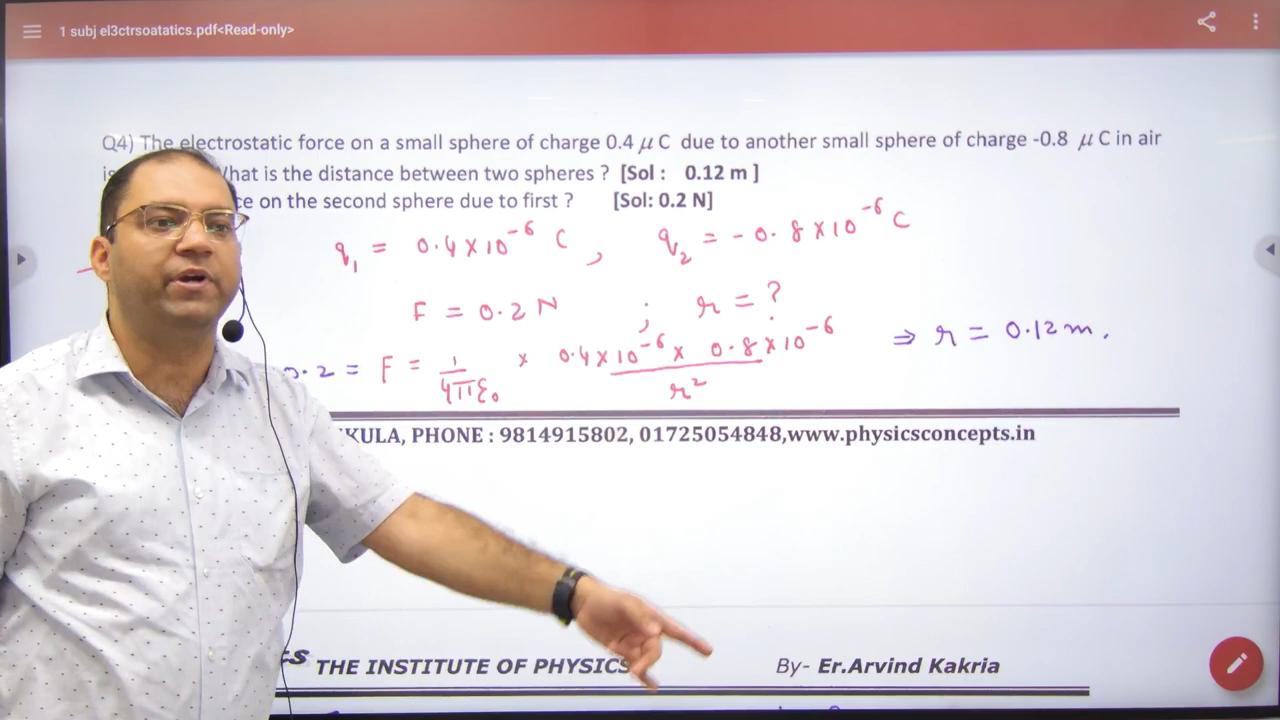 1 subj el3ctrsoatatics.pdf<Read-only>
Q4) The electrostatic force on a small sphere of charge 0.4 μ C due to another small sphere of charge -0.8 μ C in air
hat is the distance between two spheres ? [Sol : 0.12 m ]
ce on the second sphere due to first ? [Sol: 0.2 N]
q₁ = 0.4 × 10⁻⁶ C , q₂ = - 0.8 × 10⁻⁶ C
F = 0.2 N ; r = ?
0.2 = F = 1/4πε₀ × 0.4 × 10⁻⁶ × 0.8 × 10⁻⁶ / r² ⇒ r = 0.12 m.
KULA, PHONE : 9814915802, 01725054848,www.physicsconcepts.in
THE INSTITUTE OF PHYSICS By- Er.Arvind Kakria